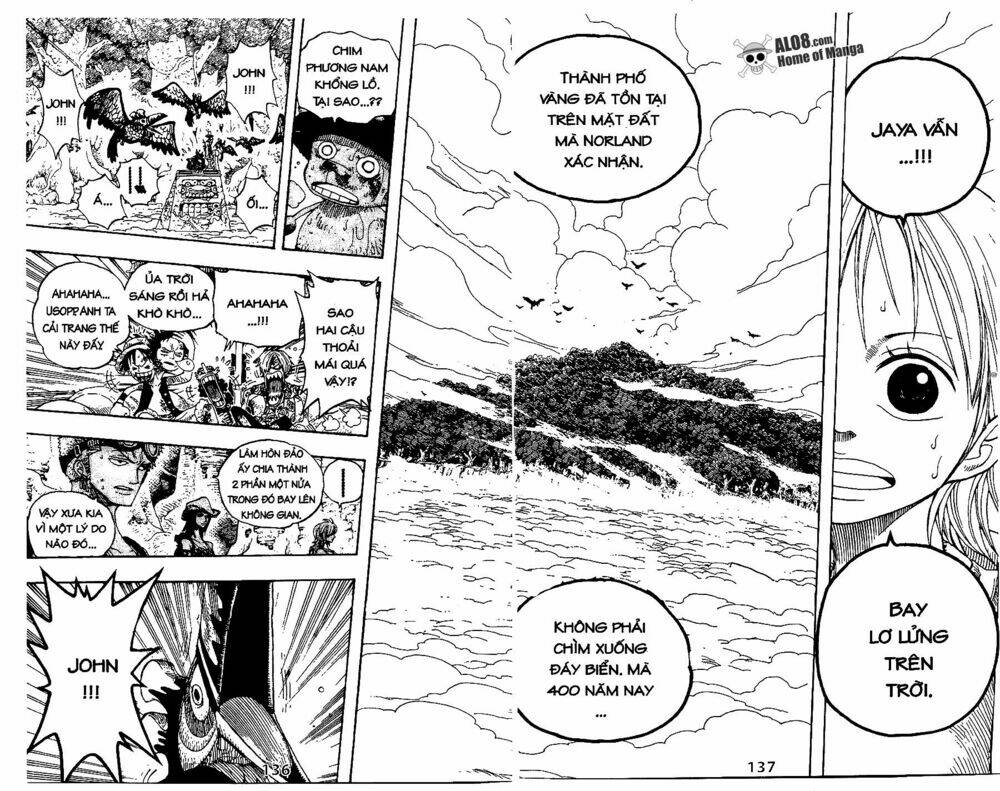 JOHN
!!!
JOHN
!!!
Á...
!!
ỐI...
CHIM
PHƯƠNG NAM
KHỔNG LỒ.
TẠI SAO...??
AHAHAHA...
USOPP ANH TA
CẢI TRANG THẾ
NÀY ĐẤY
ỦA TRỜI
SÁNG RỒI HẢ
KHÒ KHÒ...
AHAHAHA
...!!!
SAO
HAI CẬU
THOẢI
MÁI QUÁ
VẬY!?
VẬY XƯA KIA
VÌ MỘT LÝ DO
NÀO ĐÓ...
LÀM HÒN ĐẢO
ẤY CHIA THÀNH
2 PHẦN MỘT NỬA
TRONG ĐÓ BAY LÊN
KHÔNG GIAN.
JOHN
!!!
136
THÀNH PHỐ
VÀNG ĐÃ TỒN TẠI
TRÊN MẶT ĐẤT
MÀ NORLAND
XÁC NHẬN.
KHÔNG PHẢI
CHÌM XUỐNG
ĐÁY BIỂN. MÀ
400 NĂM NAY
...
ALO8.com
Home of Manga
JAYA VẪN
...!!!
BAY
LƠ LỬNG
TRÊN
TRỜI.
137